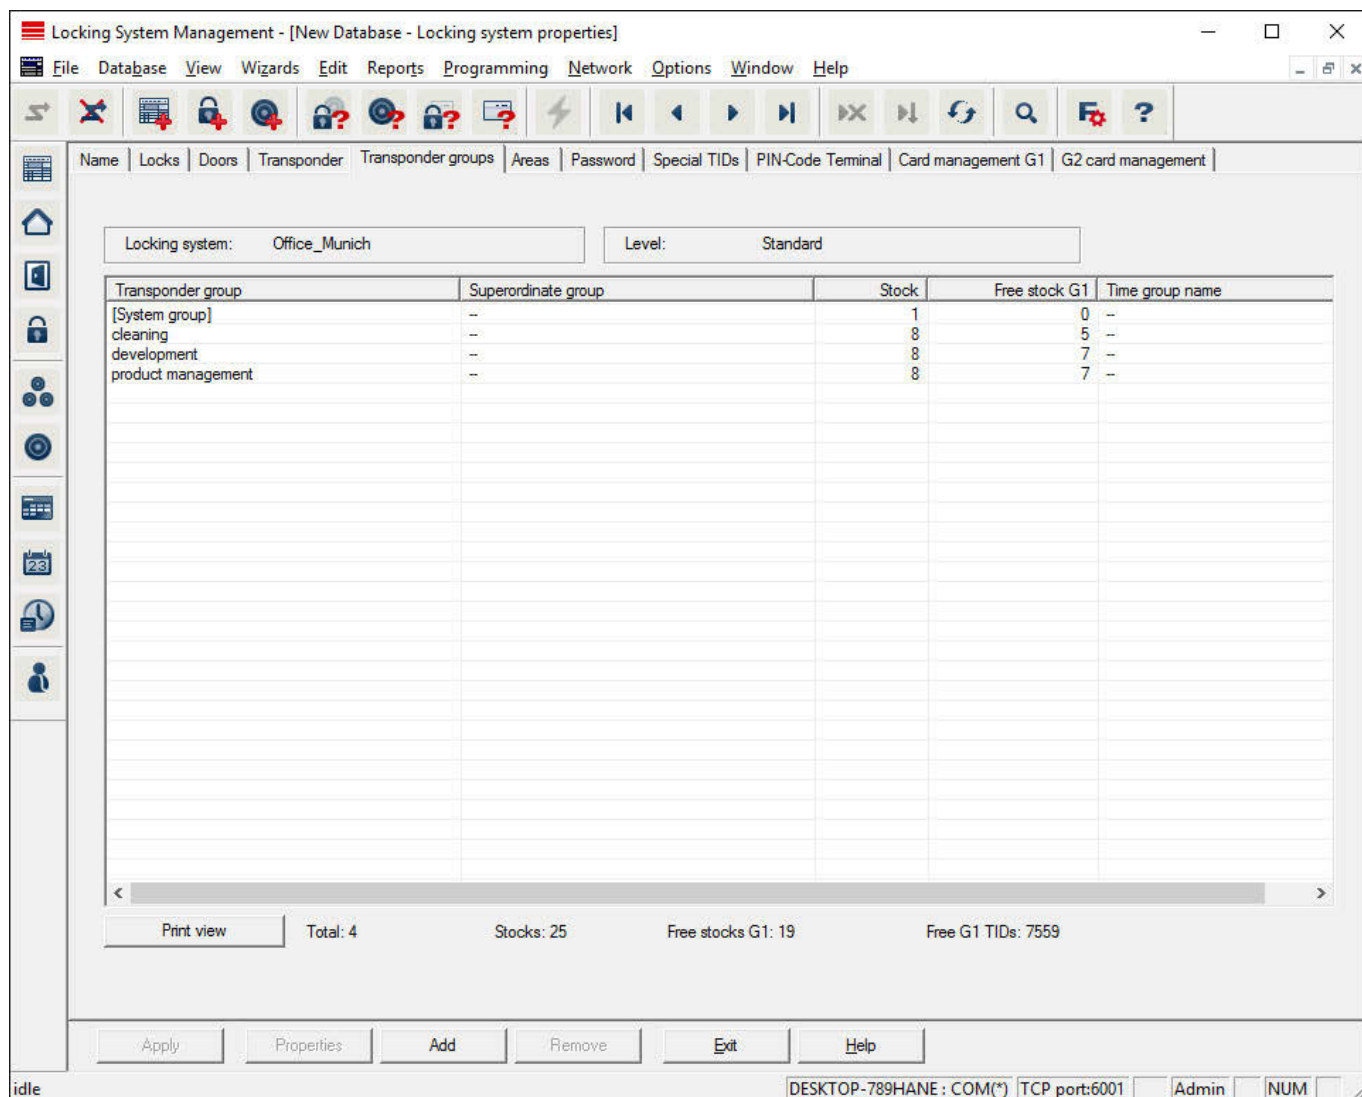 Locking System Management - [New Database - Locking system properties]
File Database View Wizards Edit Reports Programming Network Options Window Help
Name Locks Doors Transponder Transponder groups Areas Password Special TIDs PIN-Code Terminal Card management G1 G2 card management
Locking system: Office_Munich Level: Standard
Transponder group Superordinate group Stock Free stock G1 Time group name
[System group] -- 1 0 --
cleaning -- 8 5 --
development -- 8 7 --
product management -- 8 7 --
23
Print view Total: 4 Stocks: 25 Free stocks G1: 19 Free G1 TIDs: 7559
Apply Properties Add Remove Exit Help
idle DESKTOP-789HANE : COM(*) TCP port:6001 Admin NUM